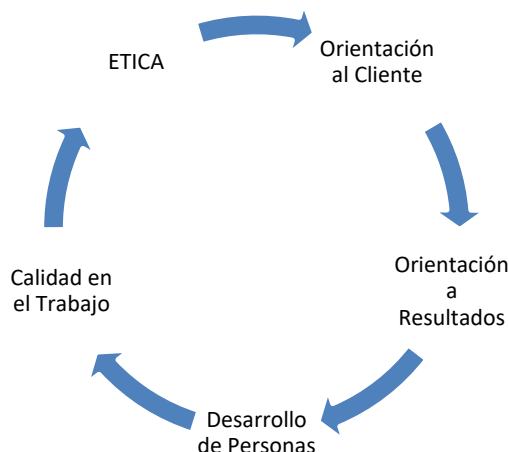 ETICA
Orientación
al Cliente
Orientación
a
Resultados
Desarrollo
de Personas
Calidad en
el Trabajo